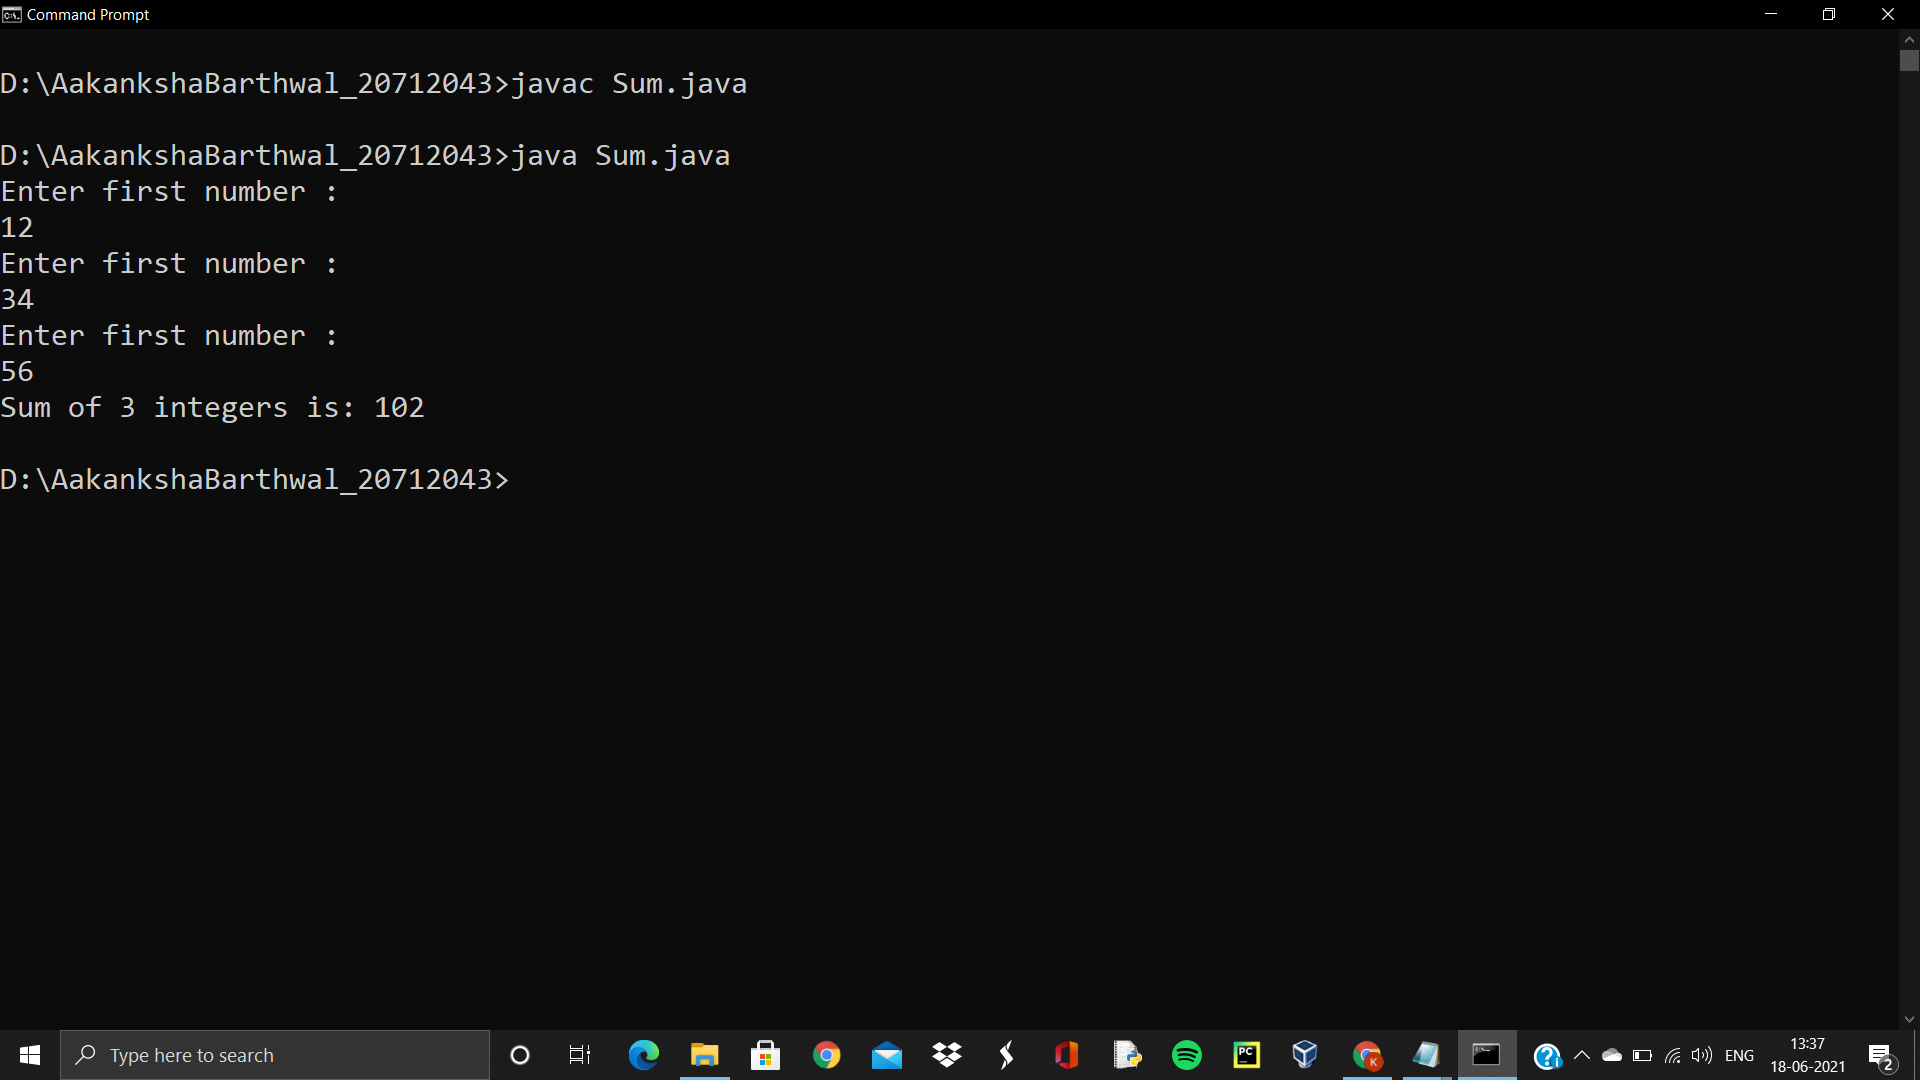 Command Prompt
D:\AakankshaBarthwal_20712043>javac Sum.java
D:\AakankshaBarthwal_20712043>java Sum.java
Enter first number :
12
Enter first number :
34
Enter first number :
56
Sum of 3 integers is: 102
D:\AakankshaBarthwal_20712043>
Type here to search
PC
K
ENG
13:37
18-06-2021
2